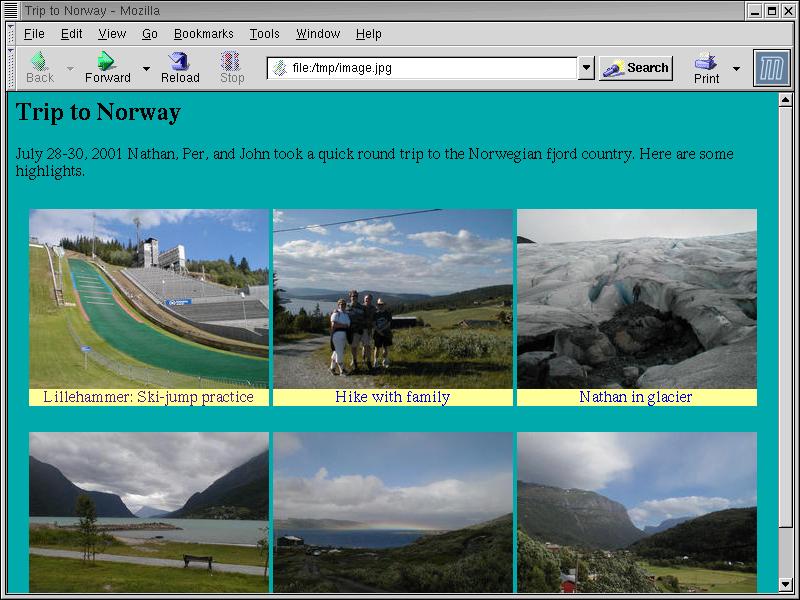 Trip to Norway - Mozilla
File Edit View Go Bookmarks Tools Window Help
Back Forward Reload Stop file:/tmp/image.jpg Search Print
Trip to Norway
July 28-30, 2001 Nathan, Per, and John took a quick round trip to the Norwegian fjord country. Here are some
highlights.
Lillehammer: Ski-jump practice Hike with family Nathan in glacier